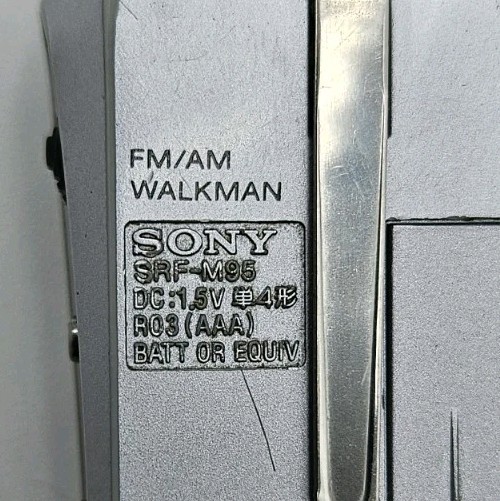 FM/AM
WALKMAN
SONY
SRF-M95
DC:1.5V 単4形
R03(AAA)
BATT OR EQUIV